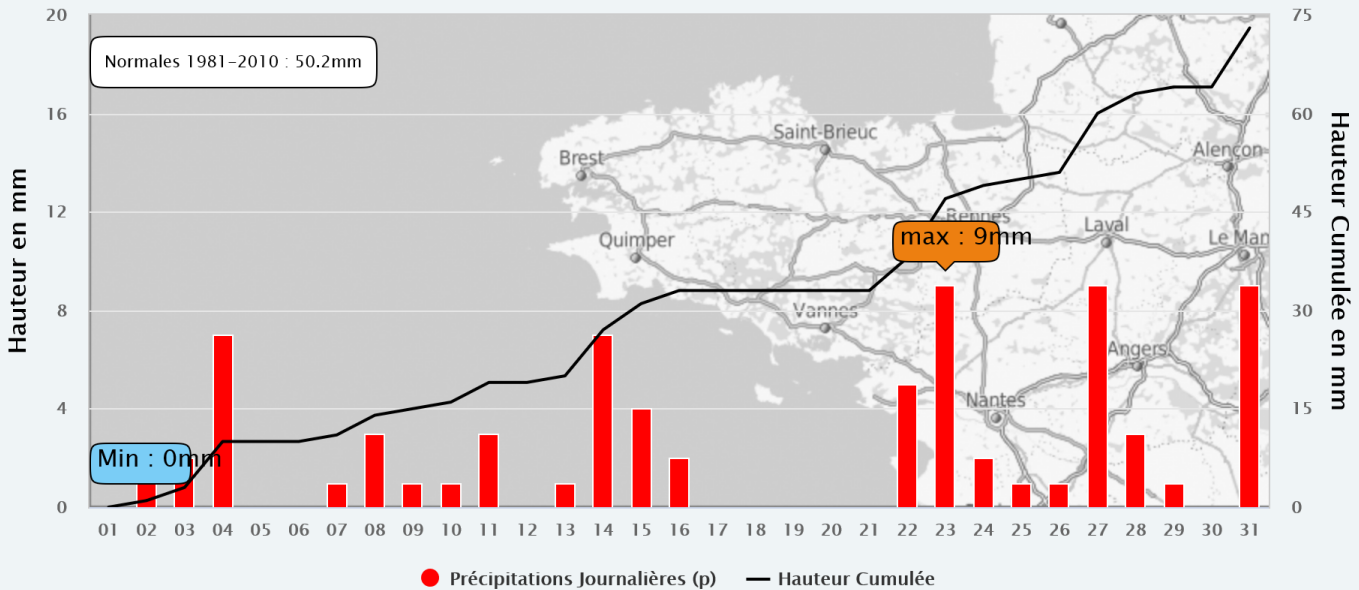 20
75
Normales 1981-2010 : 50.2mm
16
60
Saint-Brieuc
Brest
Alençon
12
45
Rennes
Laval
Quimper
max : 9mm
Le Man
8
30
Vannes
Angers
4
15
Nantes
Min : 0mm
0
0
01 02 03 04 05 06 07 08 09 10 11 12 13 14 15 16 17 18 19 20 21 22 23 24 25 26 27 28 29 30 31
Hauteur en mm
Hauteur Cumulée en mm
Précipitations Journalières (p)
Hauteur Cumulée